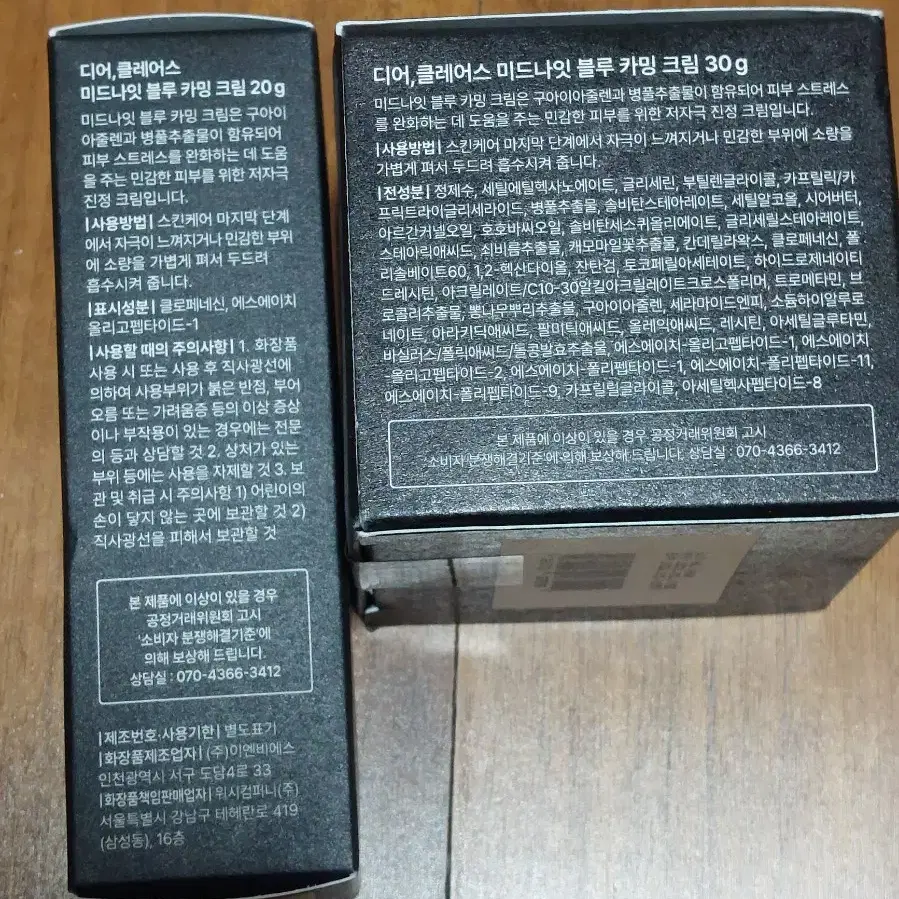 디어,클레어스
미드나잇 블루 카밍 크림 20g
미드나잇 블루 카밍 크림은 구아이
아줄렌과 병풀추출물이 함유되어
피부 스트레스를 완화하는 데 도움
을 주는 민감한 피부를 위한 저자극
진정 크림입니다.
|사용방법| 스킨케어 마지막 단계
에서 자극이 느껴지거나 민감한 부위
에 소량을 가볍게 펴서 두드려
흡수시켜 줍니다.
|표시성분| 클로페네신, 에스에이치
올리고펩타이드-1
|사용할 때의 주의사항| 1. 화장품
사용 시 또는 사용 후 직사광선에
의하여 사용부위가 붉은 반점, 부어
오름 또는 가려움증 등의 이상 증상
이나 부작용이 있는 경우에는 전문
의 등과 상담할 것 2. 상처가 있는
부위 등에는 사용을 자제할 것 3. 보
관 및 취급 시 주의사항 1) 어린이의
손이 닿지 않는 곳에 보관할 것 2)
직사광선을 피해서 보관할 것
본 제품에 이상이 있을 경우
공정거래위원회 고시
'소비자 분쟁해결기준'에
의해 보상해 드립니다.
상담실 : 070-4366-3412
|제조번호·사용기한| 별도표기
|화장품제조업자| (주)이엔비에스
인천광역시 서구 도담4로 33
|화장품책임판매업자| 위시컴퍼니(주)
서울특별시 강남구 테헤란로 419
(삼성동), 16층
디어,클레어스 미드나잇 블루 카밍 크림 30g
미드나잇 블루 카밍 크림은 구아이아줄렌과 병풀추출물이 함유되어 피부 스트레스
를 완화하는 데 도움을 주는 민감한 피부를 위한 저자극 진정 크림입니다.
|사용방법| 스킨케어 마지막 단계에서 자극이 느껴지거나 민감한 부위에 소량을
가볍게 펴서 두드려 흡수시켜 줍니다.
|전성분| 정제수, 세틸에틸헥사노에이트, 글리세린, 부틸렌글라이콜, 카프릴릭/카
프릭트라이글리세라이드, 병풀추출물, 솔비탄스테아레이트, 세틸알코올, 시어버터,
아르간커넬오일, 호호바씨오일, 솔비탄세스퀴올리에이트, 글리세릴스테아레이트,
스테아릭애씨드, 쇠비름추출물, 캐모마일꽃추출물, 칸데릴라왁스, 클로페네신, 폴
리솔베이트60, 1,2-헥산다이올, 잔탄검, 토코페릴아세테이트, 하이드로제네이티
드레시틴, 아크릴레이트/C10-30알킬아크릴레이트크로스폴리머, 트로메타민, 브
로콜리추출물, 뽕나무뿌리추출물, 구아이아줄렌, 세라마이드엔피, 소듐하이알루로
네이트, 아라키딕애씨드, 팔미틱애씨드, 올레익애씨드, 레시틴, 아세틸글루타민,
바실러스/폴릭애씨드/돌콩발효추출물, 에스에이치-올리고펩타이드-1, 에스에이치
-올리고펩타이드-2, 에스에이치-폴리펩타이드-1, 에스에이치-폴리펩타이드-11,
에스에이치-폴리펩타이드-9, 카프릴릴글라이콜, 아세틸헥사펩타이드-8
본 제품에 이상이 있을 경우 공정거래위원회 고시
'소비자 분쟁해결기준'에 의해 보상해 드립니다. 상담실 : 070-4366-3412